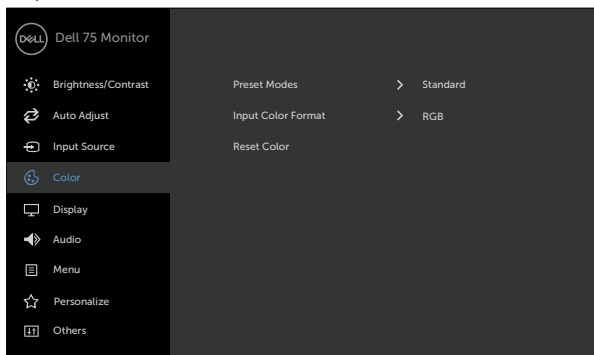 DELL Dell 75 Monitor
Brightness/Contrast Preset Modes > Standard
Auto Adjust Input Color Format > RGB
Input Source Reset Color
Color
Display
Audio
Menu
Personalize
Others